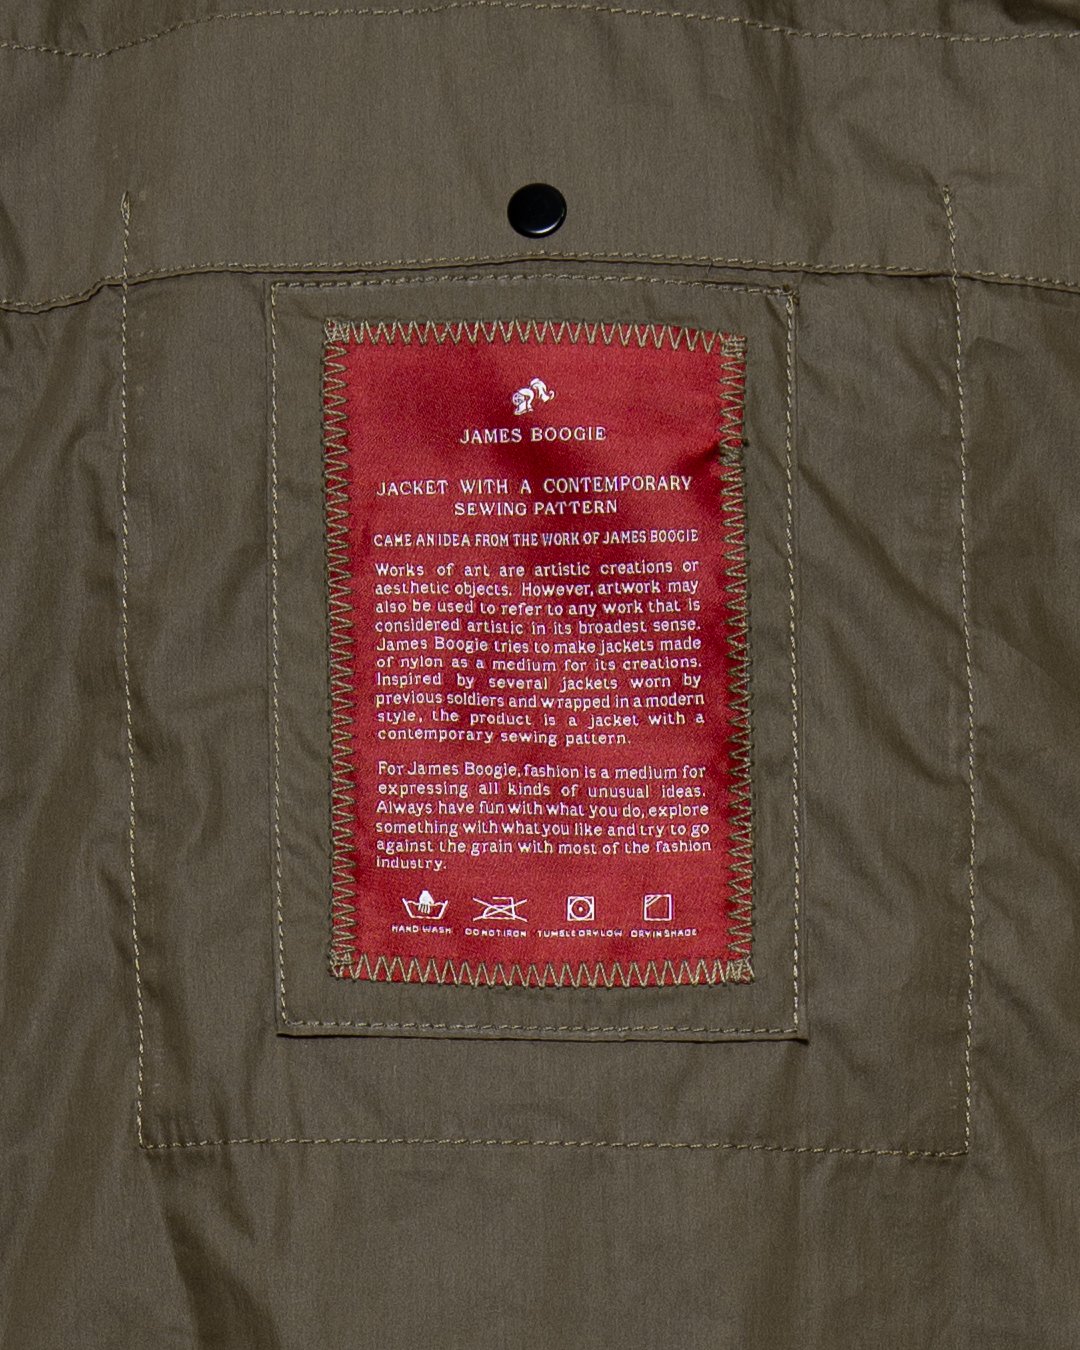 JAMES BOOGIE
JACKET WITH A CONTEMPORARY
SEWING PATTERN
CAME AN IDEA FROM THE WORK OF JAMES BOOGIE
Works of art are artistic creations or
aesthetic objects. However, artwork may
also be used to refer to any work that is
considered artistic in its broadest sense.
James Boogie tries to make jackets made
of nylon as a medium for its creations.
Inspired by several jackets worn by
previous soldiers and wrapped in a modern
style, the product is a jacket with a
contemporary sewing pattern.
For James Boogie, fashion is a medium for
expressing all kinds of unusual ideas.
Always have fun with what you do, explore
something with what you like and try to go
against the grain with most of the fashion
industry.
HAND WASH DO NOT IRON TUMBLE DRY LOW DRY IN SHADE